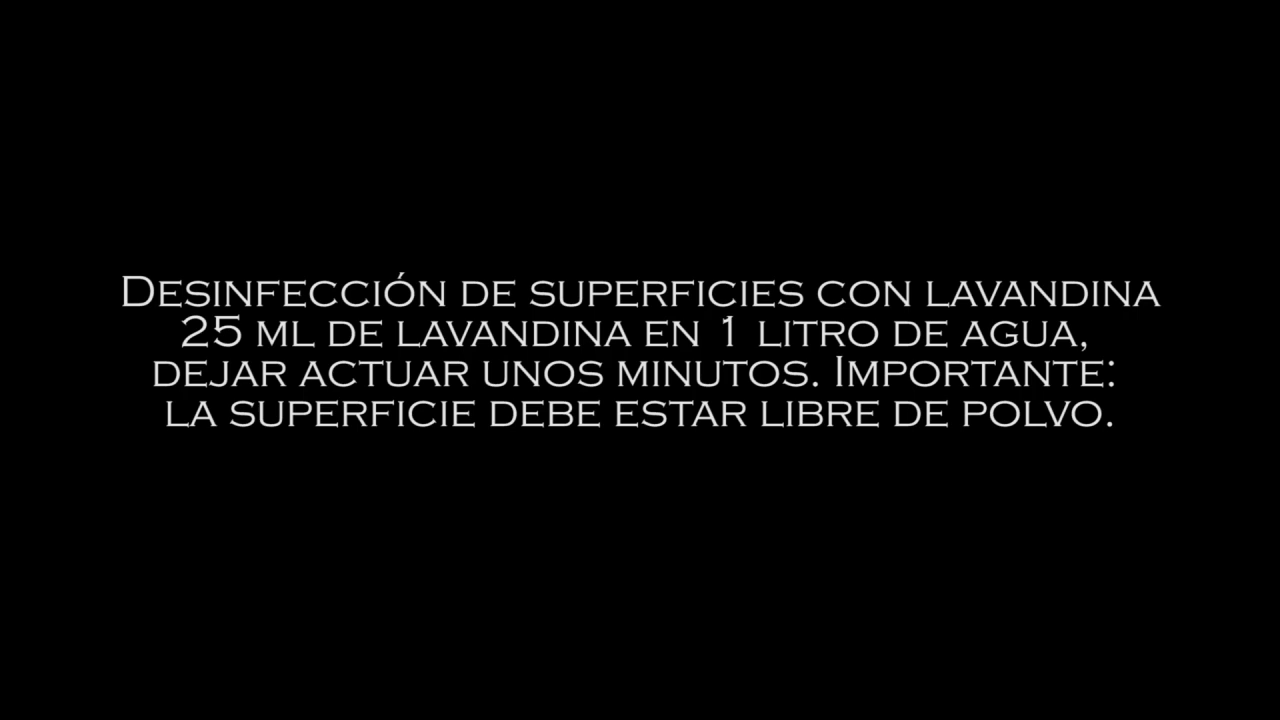 Desinfección de superficies con lavandina
25 ml de lavandina en 1 litro de agua,
dejar actuar unos minutos. Importante:
la superficie debe estar libre de polvo.